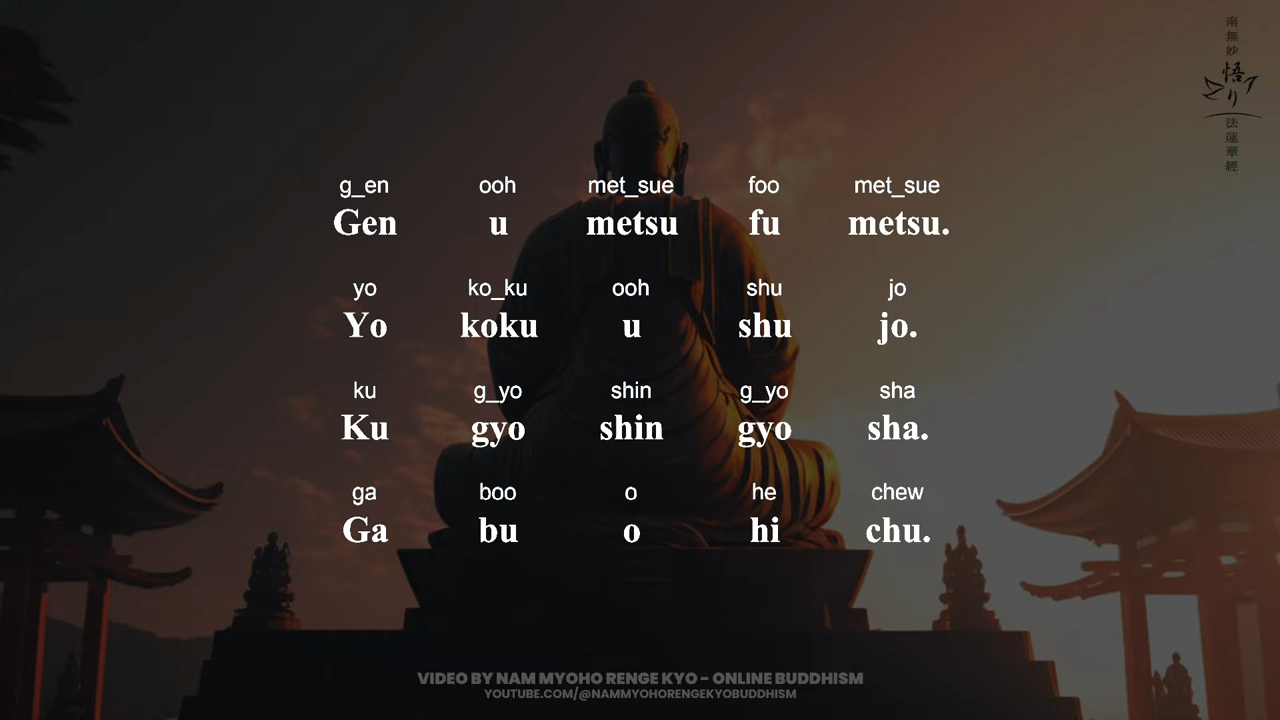 g_en ooh met_sue foo met_sue
Gen u metsu fu metsu.
yo ko_ku ooh shu jo
Yo koku u shu jo.
ku g_yo shin g_yo sha
Ku gyo shin gyo sha.
ga boo o he chew
Ga bu o hi chu.
VIDEO BY NAM MYOHO RENGE KYO - ONLINE BUDDHISM
YOUTUBE.COM/@NAMMYOHORENGEKYOBUDDHISM
南無妙
悟り
法蓮華經